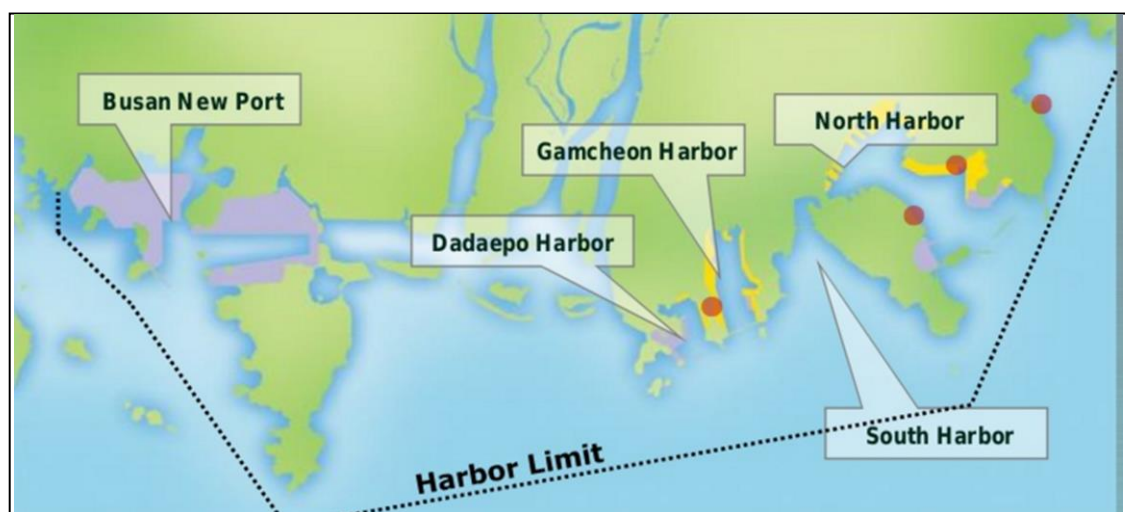 Busan New Port
North Harbor
Gamcheon Harbor
Dadaepo Harbor
South Harbor
Harbor Limit